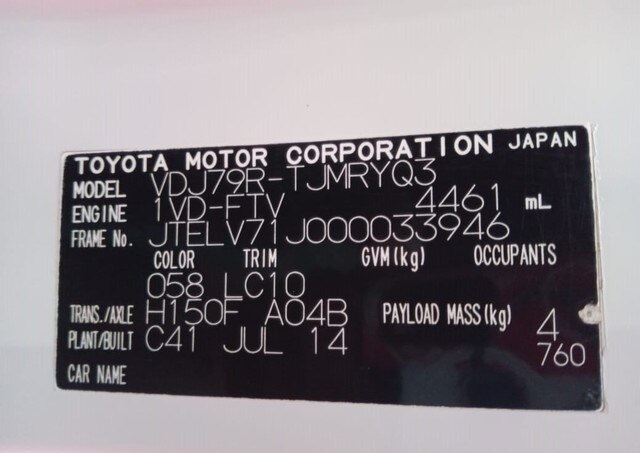 TOYOTA MOTOR CORPORATION JAPAN
MODEL VDJ79R-TJMRYQ3
ENGINE 1VD-FTV 4461 mL
FRAME No. JTELV71J000033946
COLOR TRIM GVM(kg) OCCUPANTS
058 LC10
TRANS./AXLE H150F A04B PAYLOAD MASS(kg) 4
PLANT/BUILT C41 JUL 14 760
CAR NAME